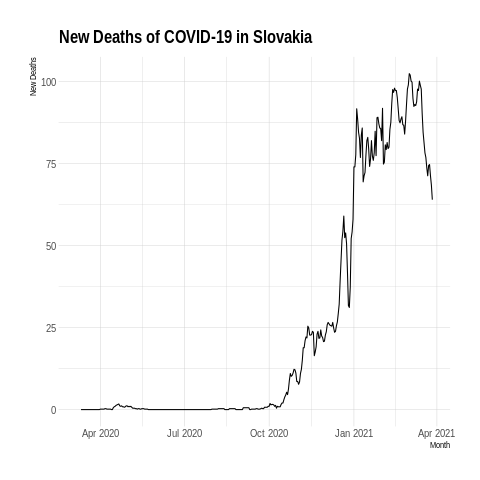 New Deaths of COVID-19 in Slovakia
New Deaths
100
75
50
25
0
Apr 2020 Jul 2020 Oct 2020 Jan 2021 Apr 2021
Month